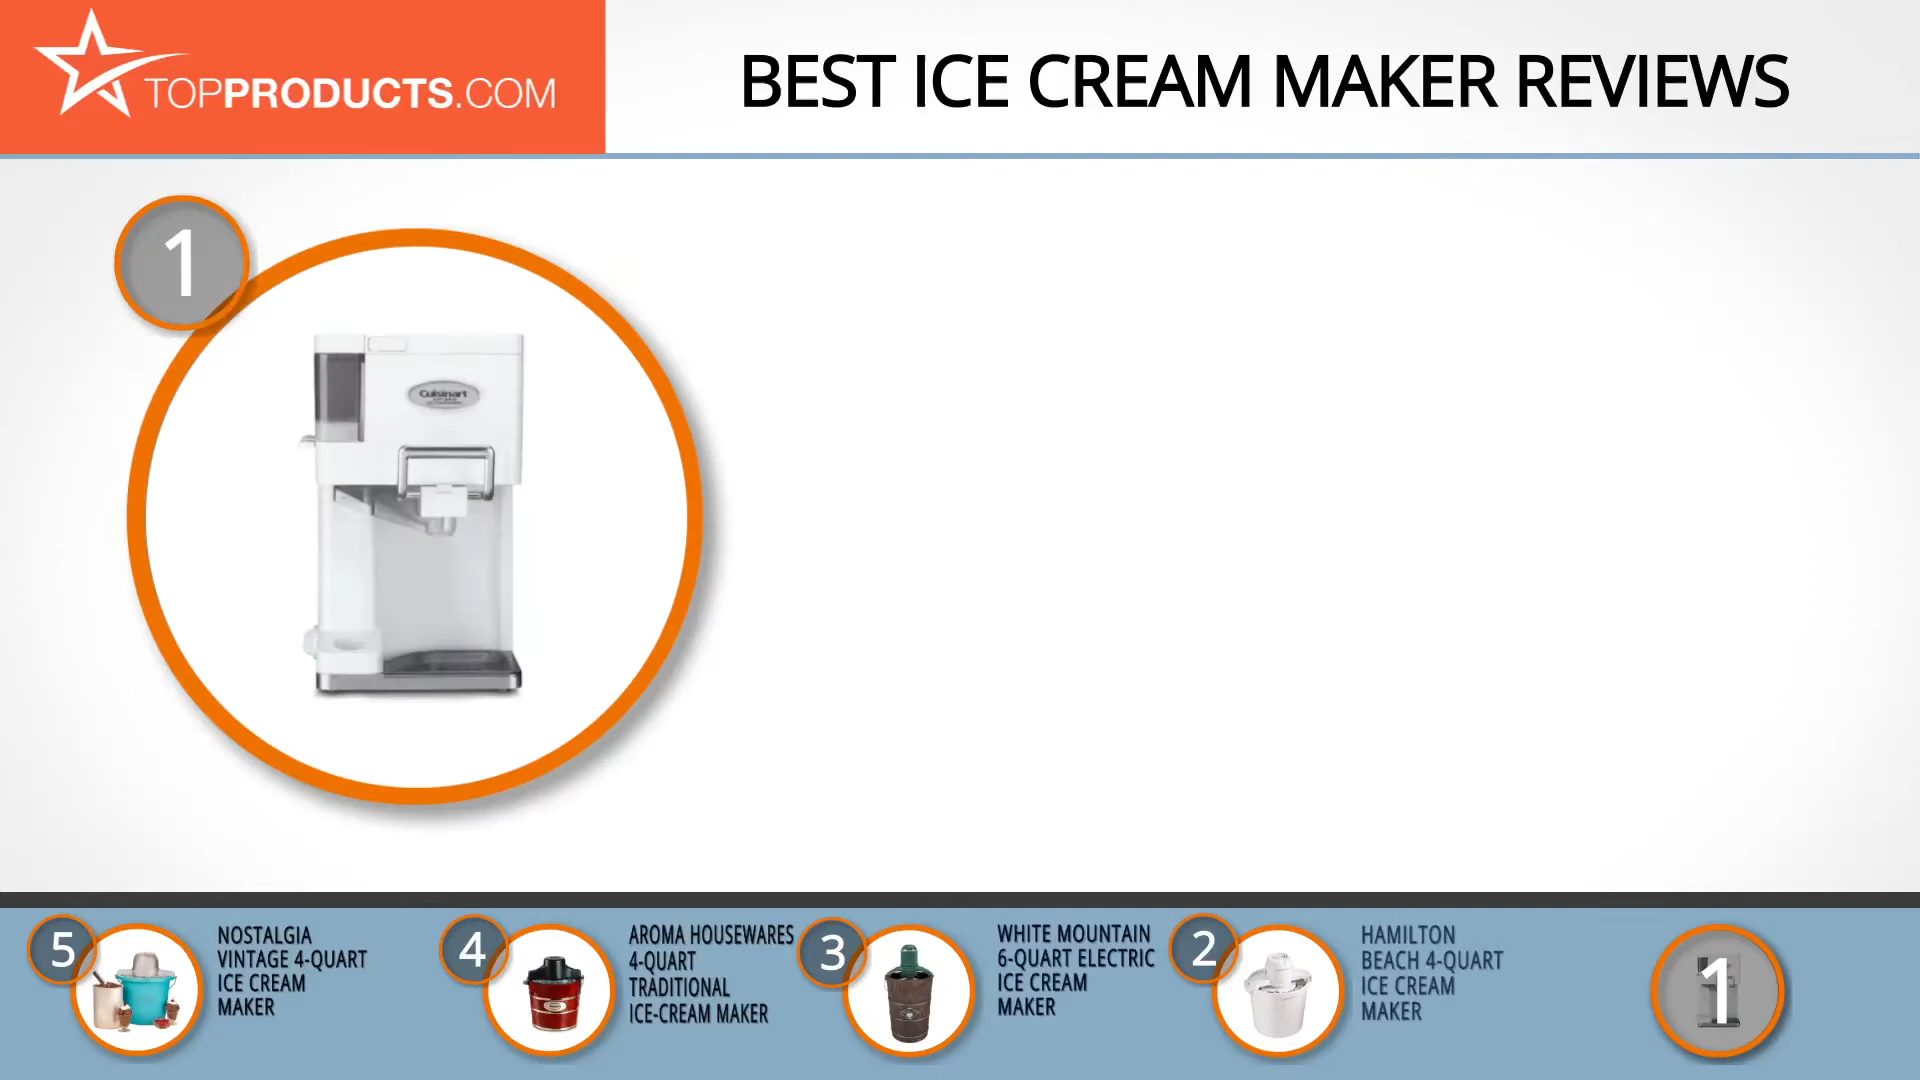 TOPPRODUCTS.COM
BEST ICE CREAM MAKER REVIEWS
1
Cuisinart
5
NOSTALGIA
VINTAGE 4-QUART
ICE CREAM
MAKER
4
AROMA HOUSEWARES
4-QUART
TRADITIONAL
ICE-CREAM MAKER
3
WHITE MOUNTAIN
6-QUART ELECTRIC
ICE CREAM
MAKER
2
HAMILTON
BEACH 4-QUART
ICE CREAM
MAKER
1